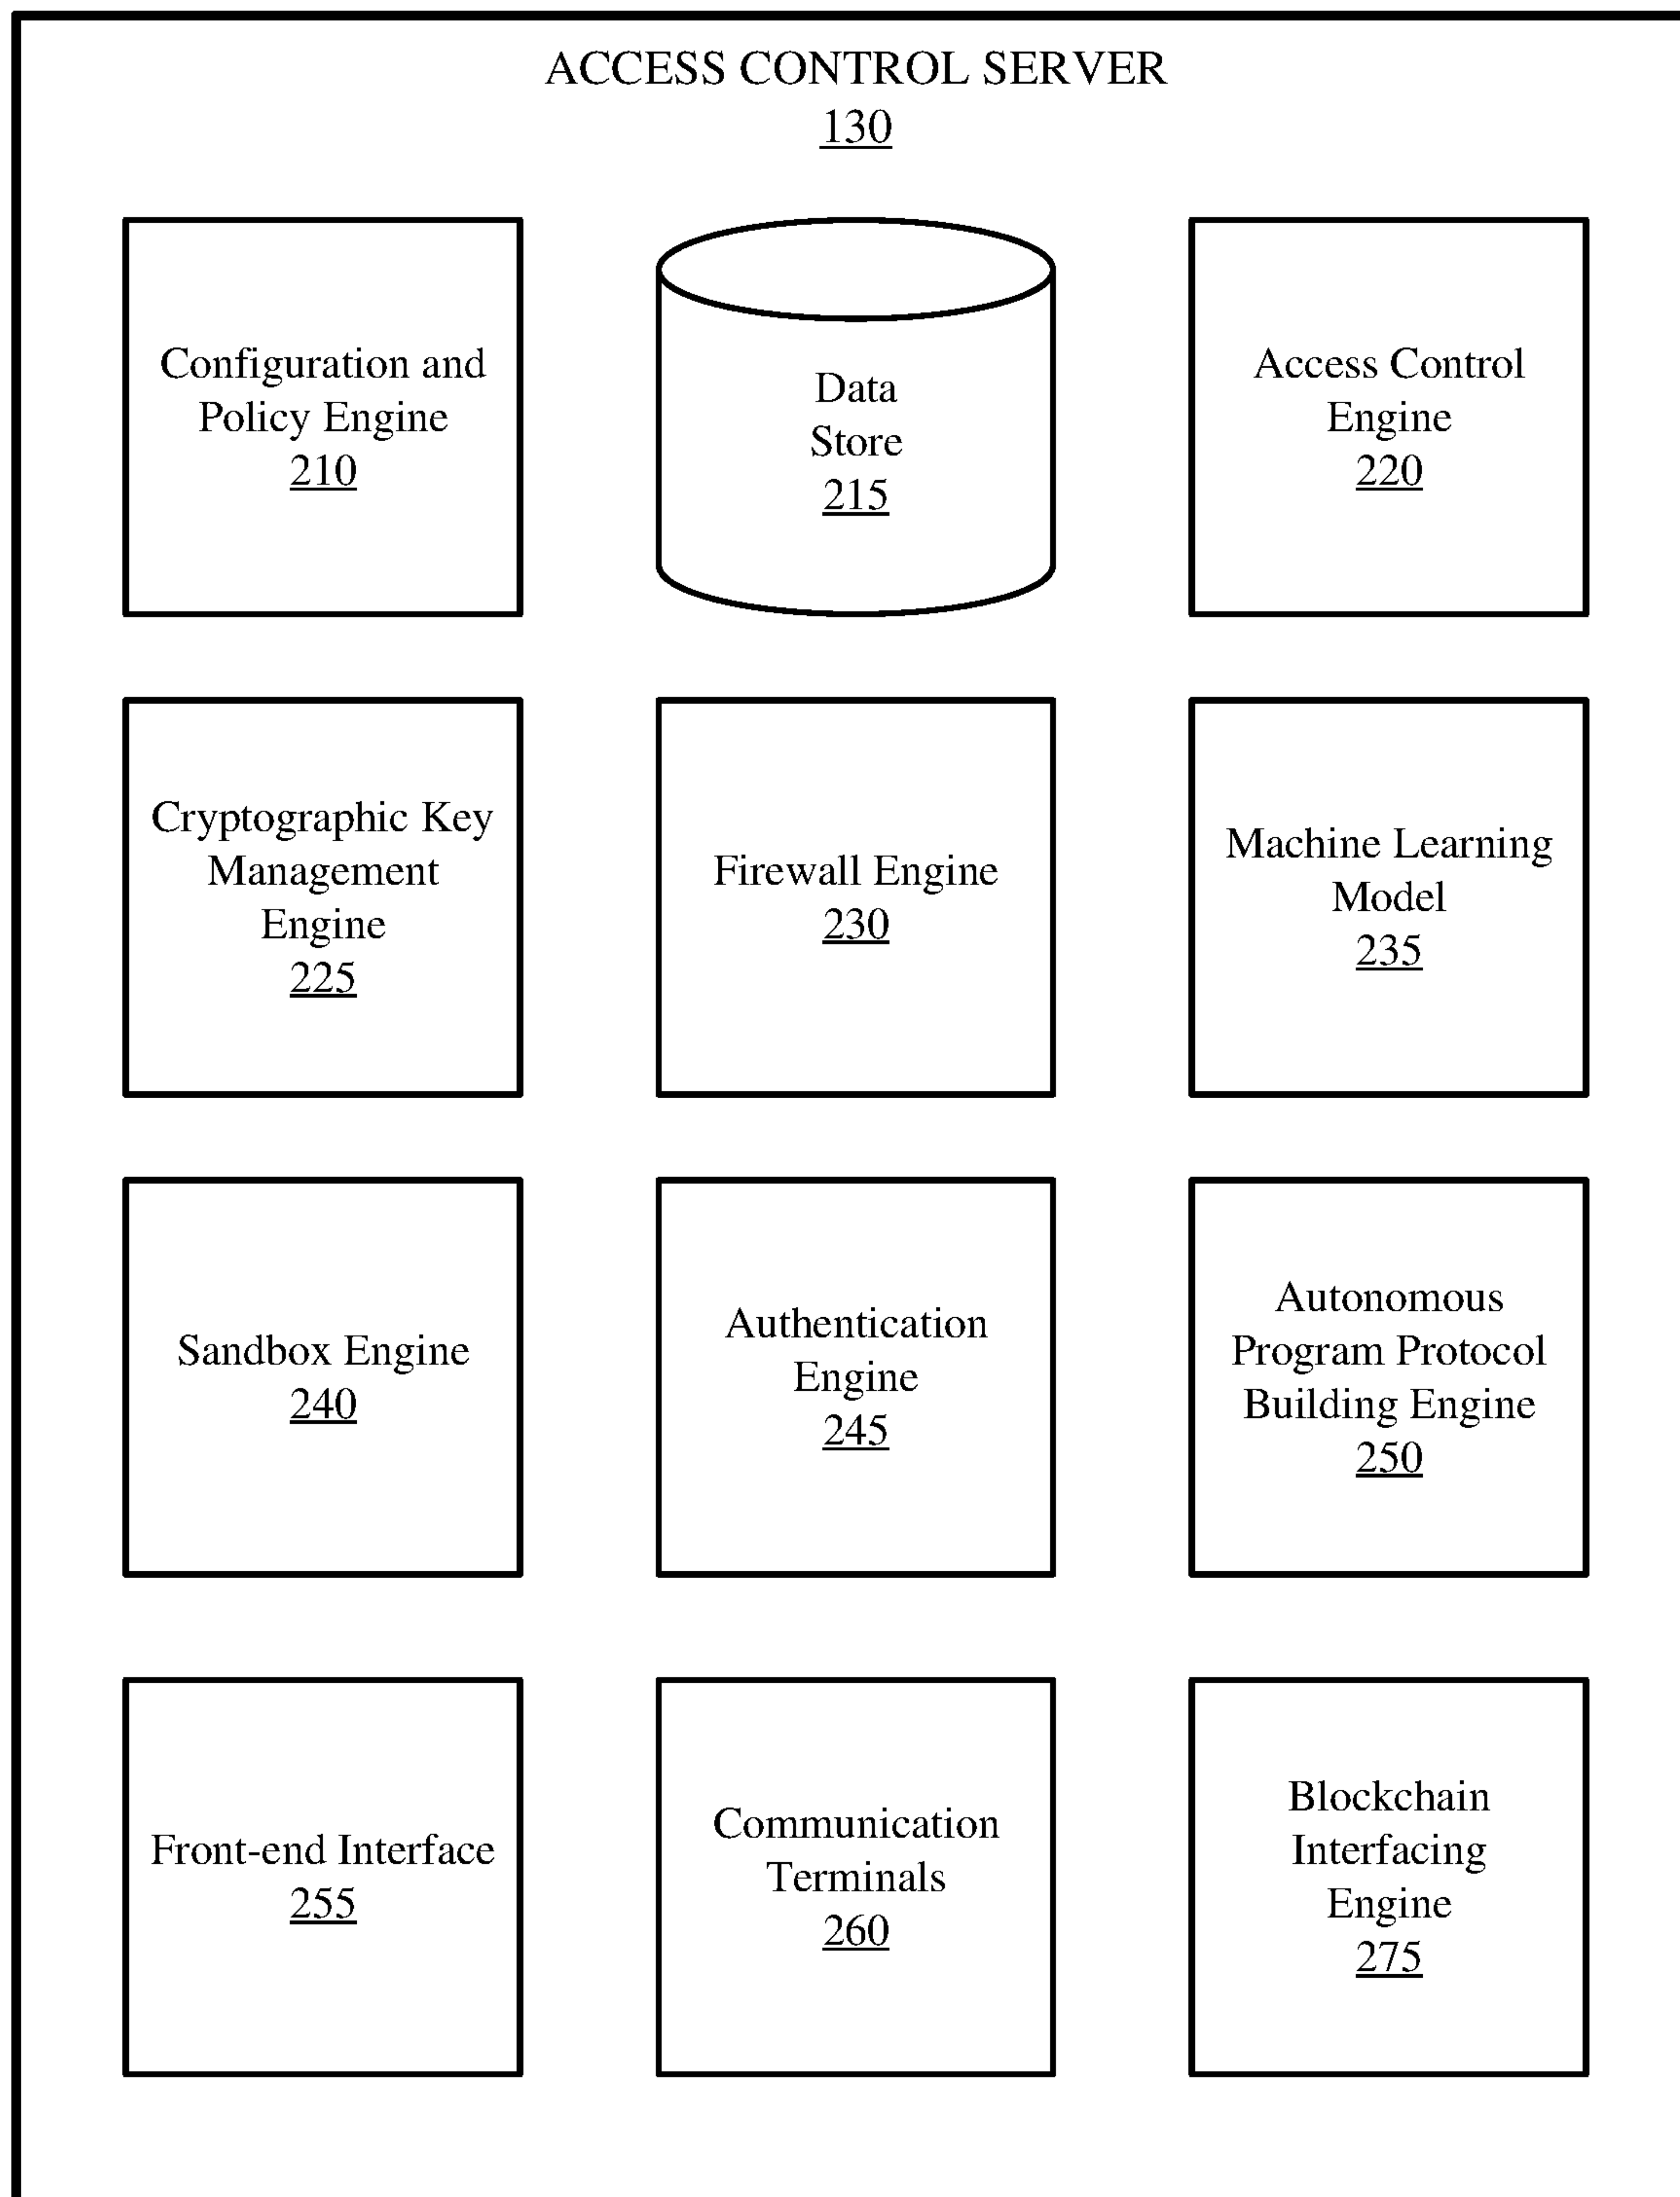 ACCESS CONTROL SERVER
130
Configuration and
Policy Engine
210
Data
Store
215
Access Control
Engine
220
Cryptographic Key
Management
Engine
225
Firewall Engine
230
Machine Learning
Model
235
Sandbox Engine
240
Authentication
Engine
245
Autonomous
Program Protocol
Building Engine
250
Front-end Interface
255
Communication
Terminals
260
Blockchain
Interfacing
Engine
275